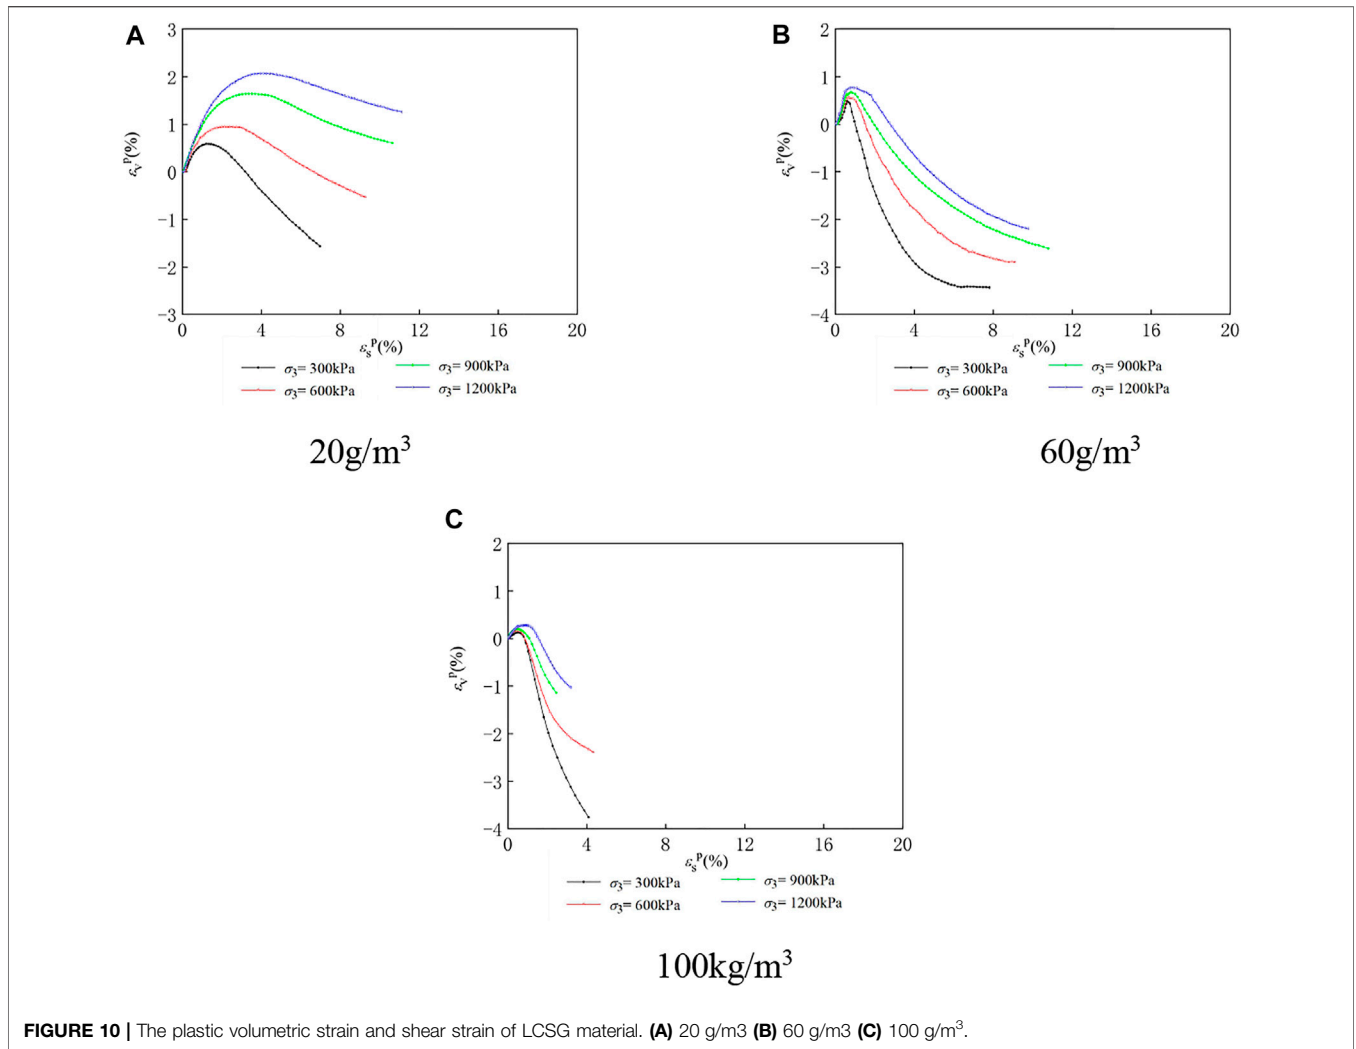 A
3
2
1
0
−1
−2
−3
εvᵖ(%)
0 4 8 12 16 20
εsᵖ(%)
σ3= 300kPa σ3= 900kPa
σ3= 600kPa σ3= 1200kPa
20g/m³
B
2
1
0
−1
−2
−3
−4
εvᵖ(%)
0 4 8 12 16 20
εsᵖ(%)
σ3= 300kPa σ3= 900kPa
σ3= 600kPa σ3= 1200kPa
60g/m³
C
2
1
0
−1
−2
−3
−4
εvᵖ(%)
0 4 8 12 16 20
εsᵖ(%)
σ3= 300kPa σ3= 900kPa
σ3= 600kPa σ3= 1200kPa
100kg/m³
FIGURE 10 | The plastic volumetric strain and shear strain of LCSG material. (A) 20 g/m3 (B) 60 g/m3 (C) 100 g/m³.